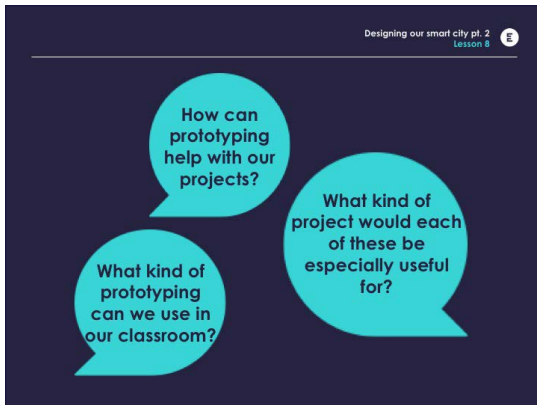 Designing our smart city pt. 2
Lesson 8
E
How can
prototyping
help with our
projects?
What kind of
project would each
of these be
especially useful
for?
What kind of
prototyping
can we use in
our classroom?